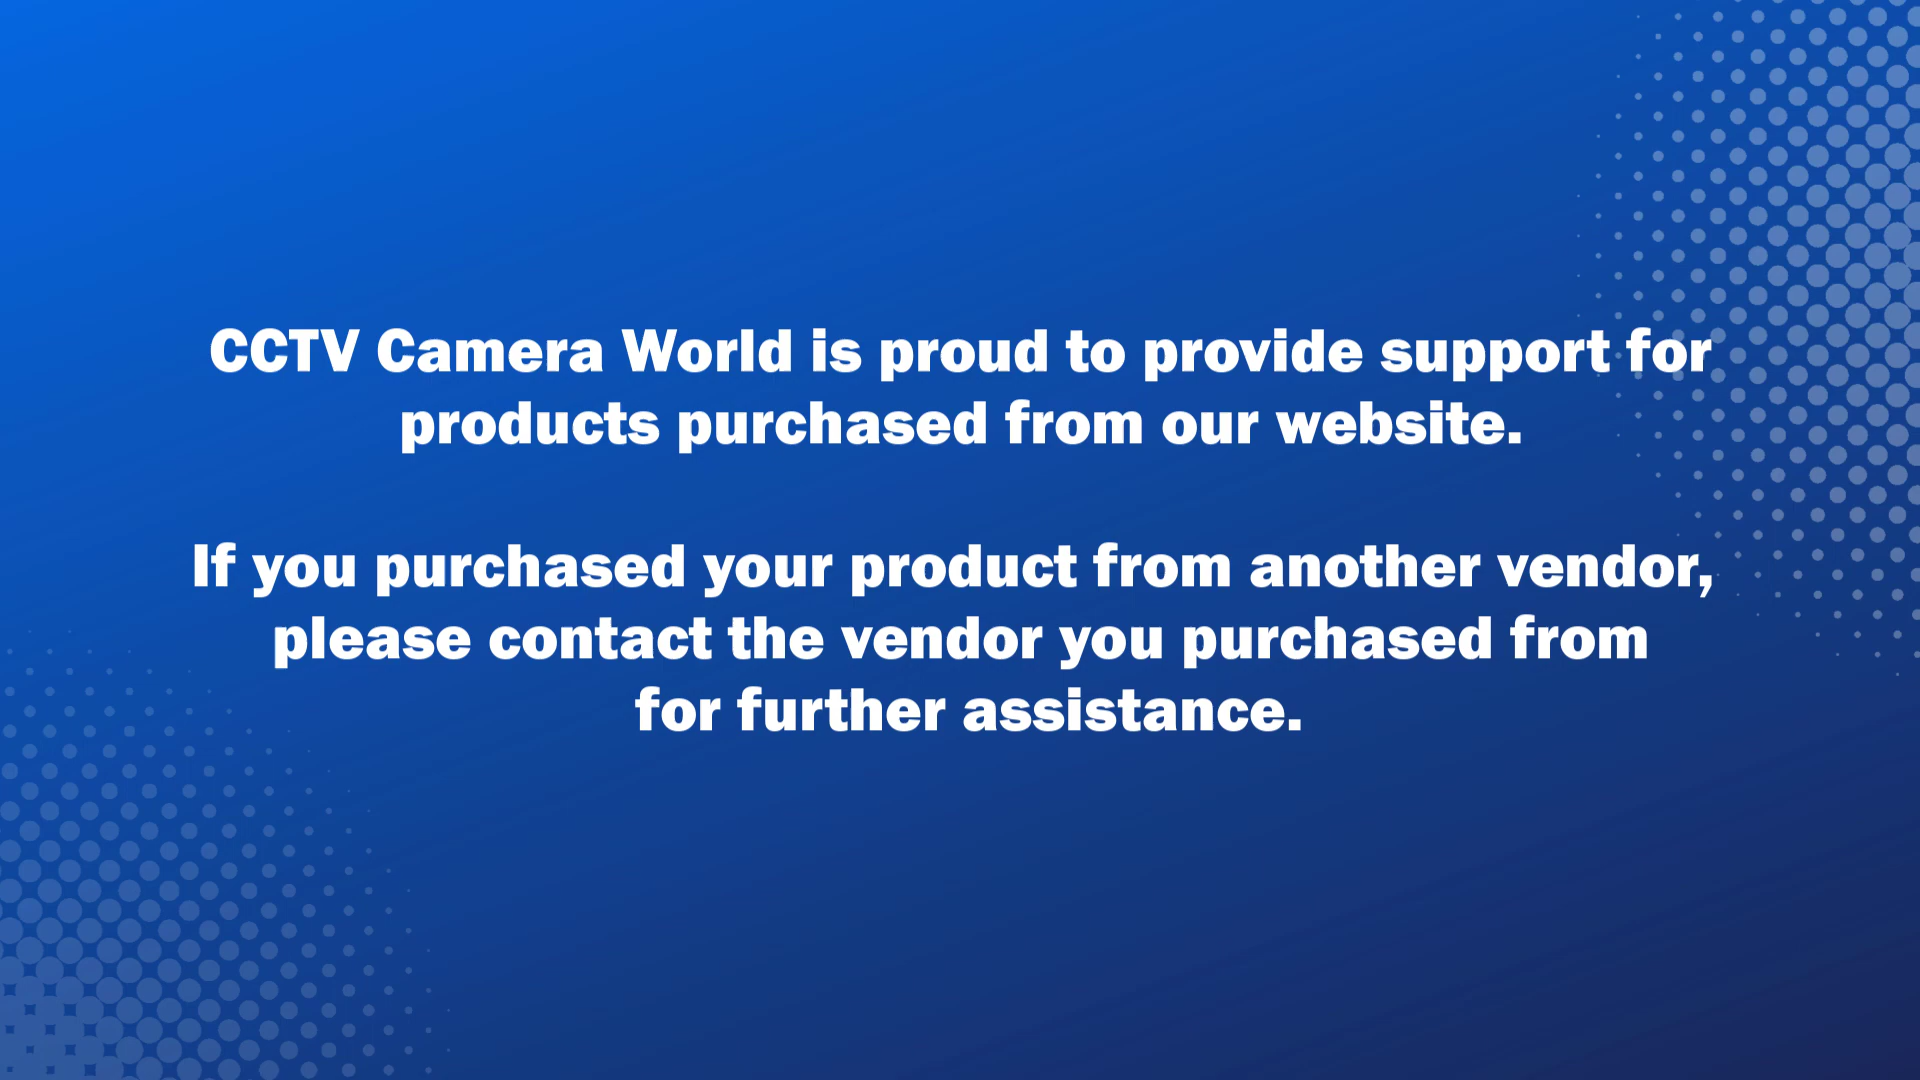 CCTV Camera World is proud to provide support for
products purchased from our website.
If you purchased your product from another vendor,
please contact the vendor you purchased from
for further assistance.